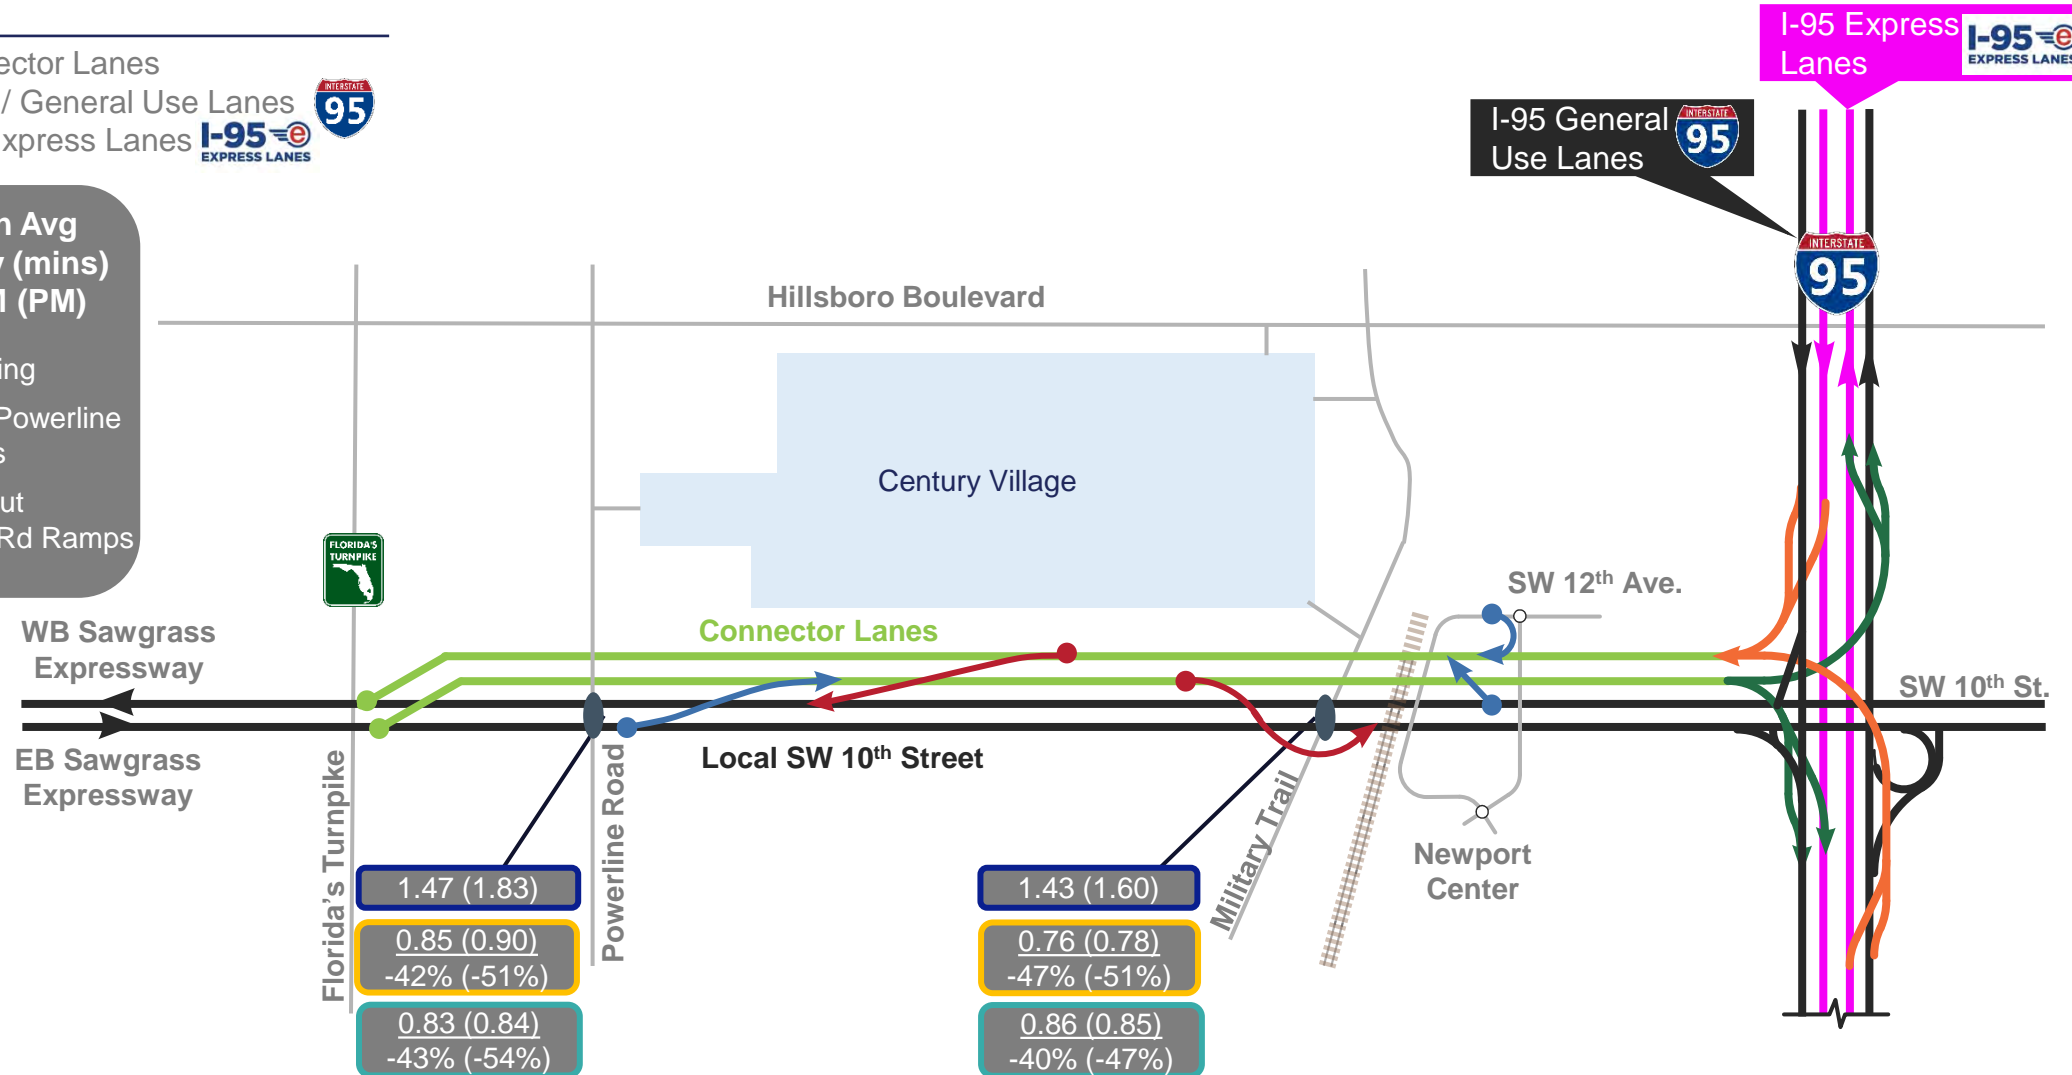 ector Lanes
/ General Use Lanes
INTERSTATE
95
xpress Lanes
I-95 e
EXPRESS LANES
I-95 Express
Lanes
I-95 e
EXPRESS LANES
I-95 General
Use Lanes
INTERSTATE
95
n Avg
(mins)
(PM)
ing
Powerline
s
ut
Rd Ramps
INTERSTATE
95
Hillsboro Boulevard
Century Village
FLORIDA'S
TURNPIKE
SW 12th Ave.
WB Sawgrass
Expressway
Connector Lanes
SW 10th St.
EB Sawgrass
Expressway
Local SW 10th Street
Florida's Turnpike
Powerline Road
Military Trail
Newport
Center
1.47 (1.83)
0.85 (0.90)
-42% (-51%)
0.83 (0.84)
-43% (-54%)
1.43 (1.60)
0.76 (0.78)
-47% (-51%)
0.86 (0.85)
-40% (-47%)